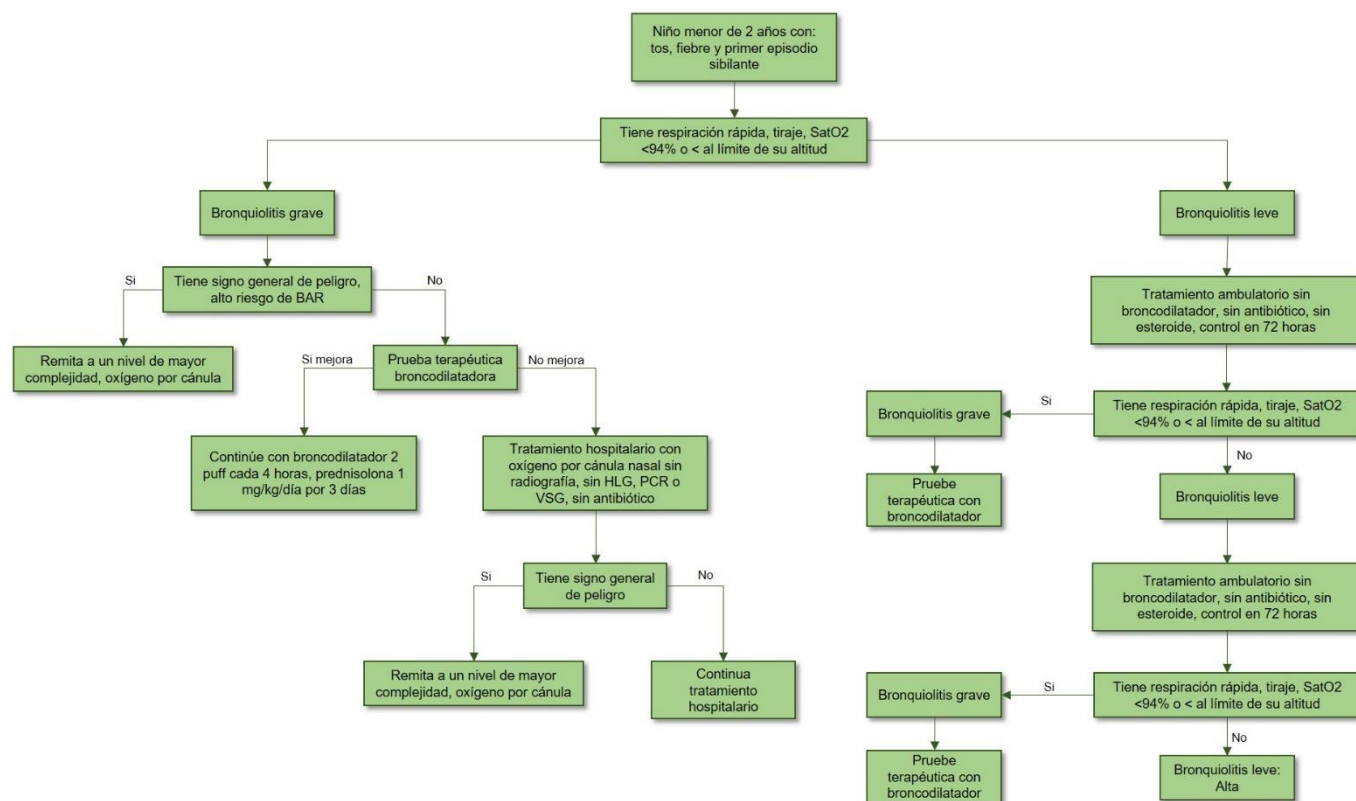 Niño menor de 2 años con:
tos, fiebre y primer episodio
sibilante
Tiene respiración rápida, tiraje, SatO2
<94% o < al límite de su altitud
Bronquiolitis grave
Bronquiolitis leve
Si
Tiene signo general de peligro,
alto riesgo de BAR
No
Tratamiento ambulatorio sin
broncodilatador, sin antibiótico, sin
esteroide, control en 72 horas
Remita a un nivel de mayor
complejidad, oxígeno por cánula
Si mejora
Prueba terapéutica
broncodilatadora
No mejora
Bronquiolitis grave
Si
Tiene respiración rápida, tiraje, SatO2
<94% o < al límite de su altitud
Continúe con broncodilatador 2
puff cada 4 horas, prednisolona 1
mg/kg/día por 3 días
Tratamiento hospitalario con
oxígeno por cánula nasal sin
radiografía, sin HLG, PCR o
VSG, sin antibiótico
No
Pruebe
terapéutica con
broncodilatador
Bronquiolitis leve
Si
Tiene signo general
de peligro
No
Tratamiento ambulatorio sin
broncodilatador, sin antibiótico, sin
esteroide, control en 72 horas
Remita a un nivel de mayor
complejidad, oxígeno por cánula
Continua
tratamiento
hospitalario
Bronquiolitis grave
Si
Tiene respiración rápida, tiraje, SatO2
<94% o < al límite de su altitud
No
Pruebe
terapéutica con
broncodilatador
Bronquiolitis leve:
Alta